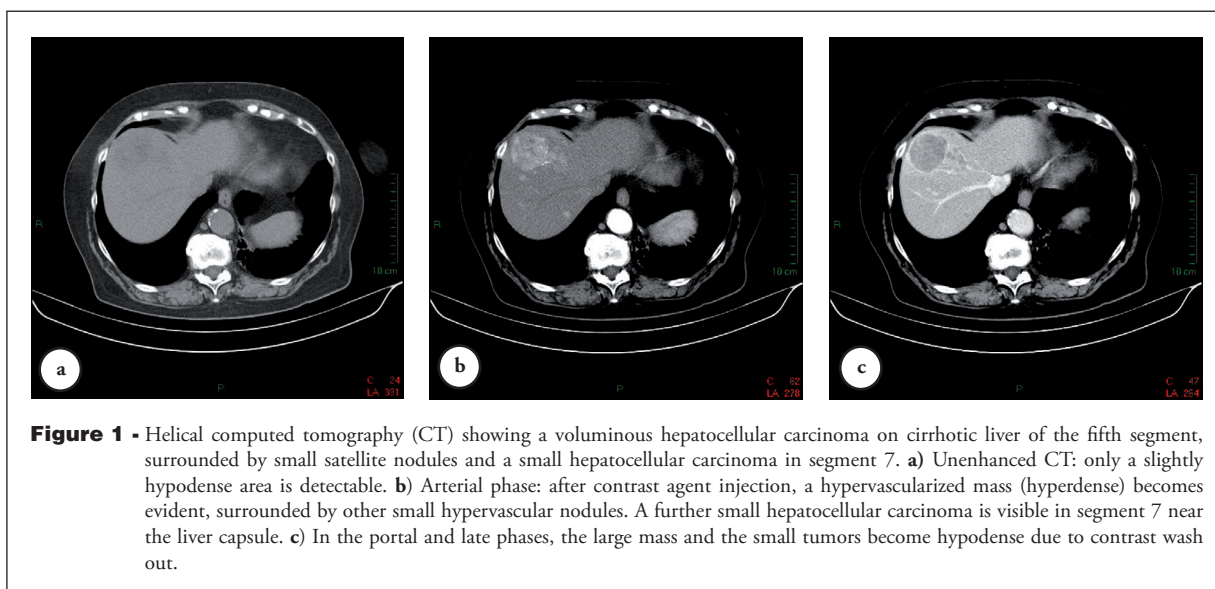 R
10 cm
a
P
C 24
LA 391
R
10 cm
b
P
C 62
LA 278
R
10 cm
c
P
C 47
LA 264
Figure 1 - Helical computed tomography (CT) showing a voluminous hepatocellular carcinoma on cirrhotic liver of the fifth segment,
surrounded by small satellite nodules and a small hepatocellular carcinoma in segment 7. a) Unenhanced CT: only a slightly
hypodense area is detectable. b) Arterial phase: after contrast agent injection, a hypervascularized mass (hyperdense) becomes
evident, surrounded by other small hypervascular nodules. A further small hepatocellular carcinoma is visible in segment 7 near
the liver capsule. c) In the portal and late phases, the large mass and the small tumors become hypodense due to contrast wash
out.